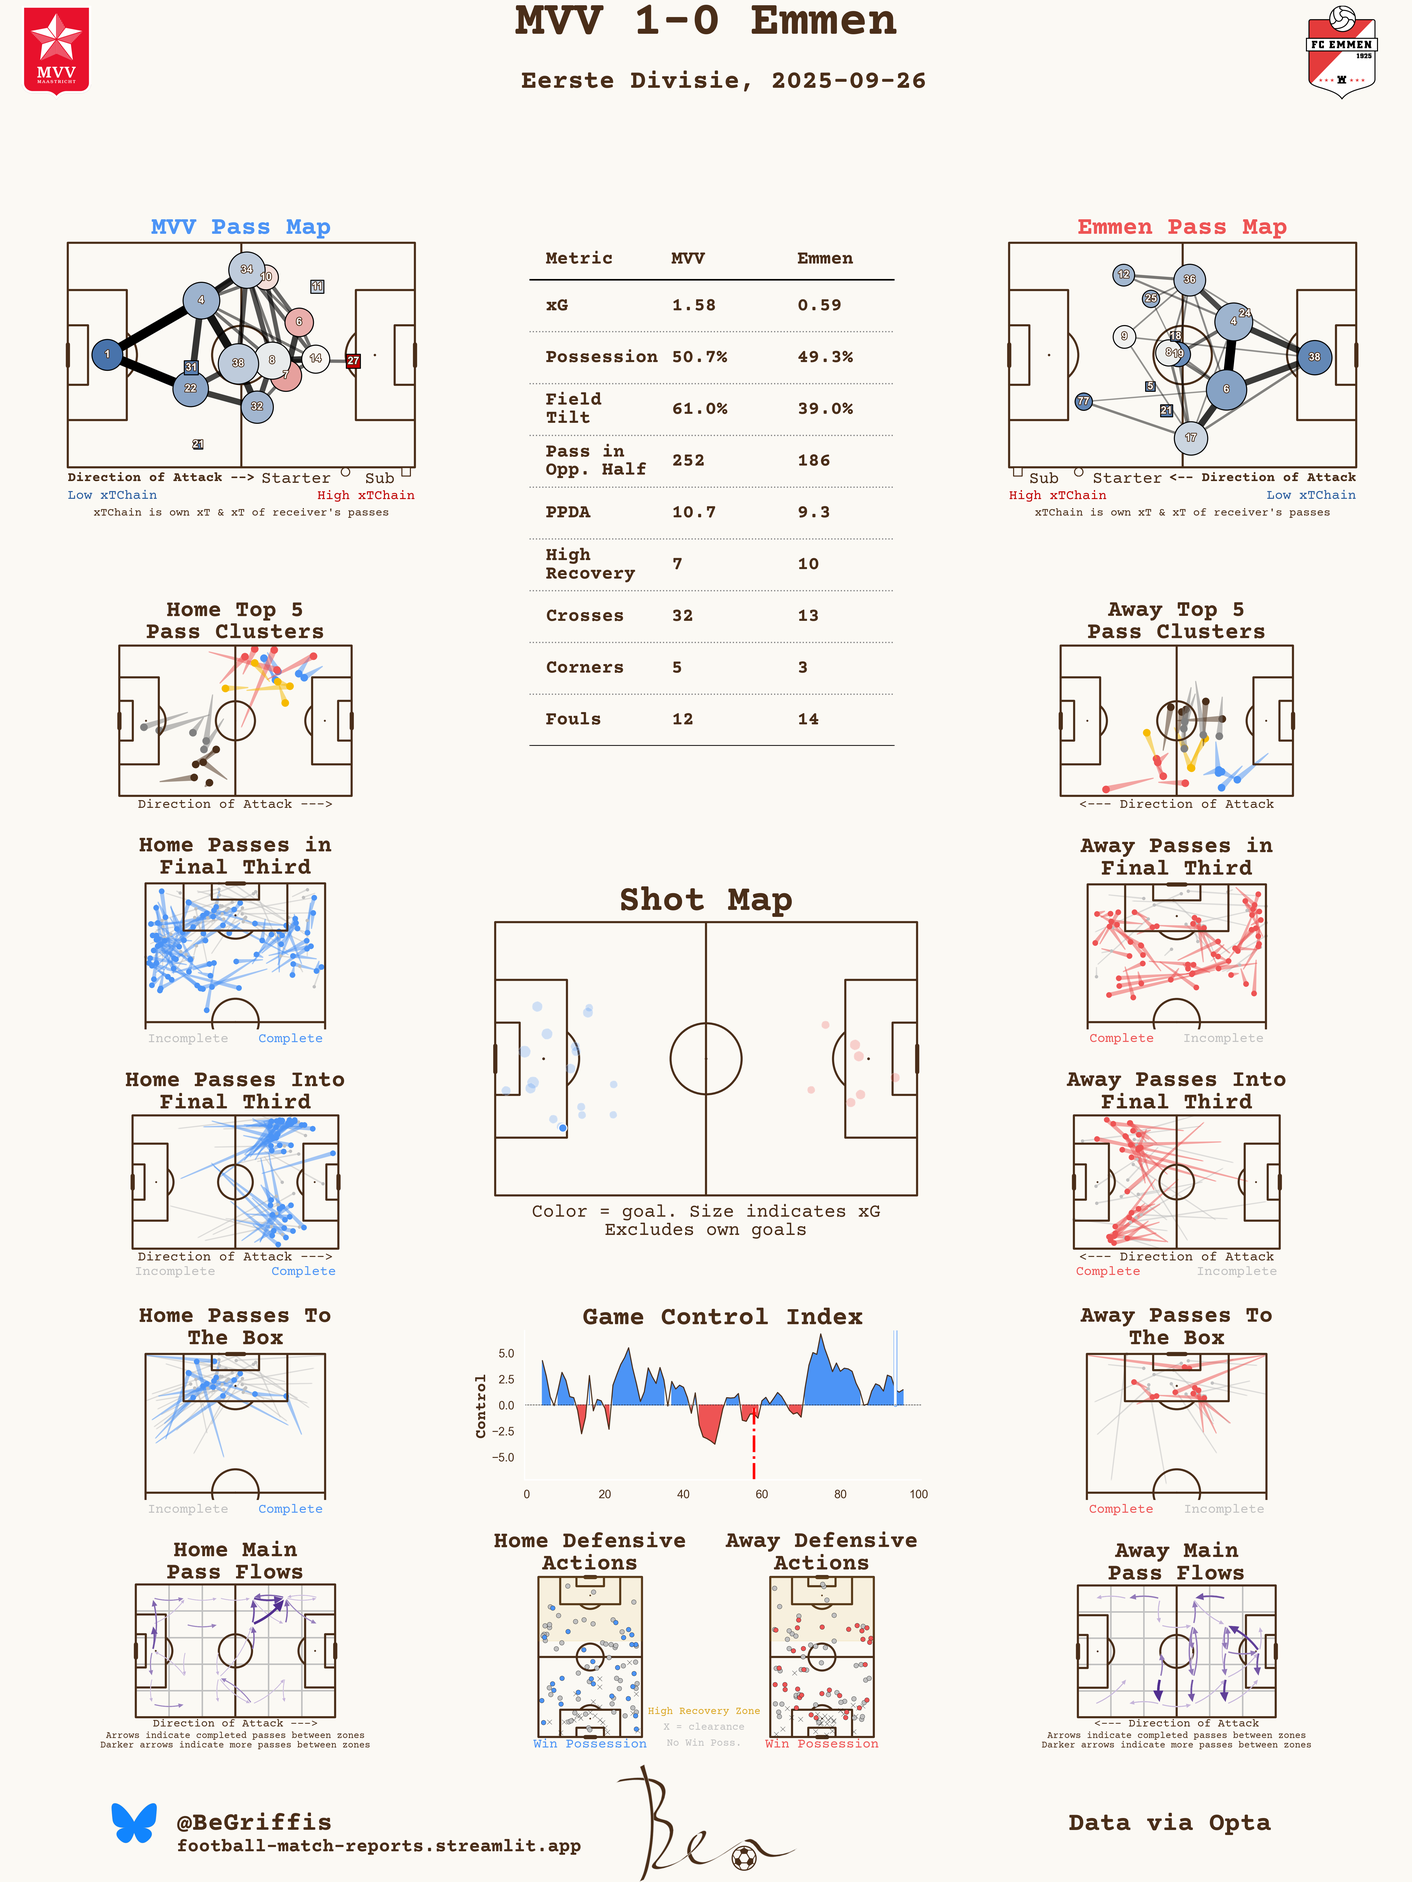 MVV 1-0 Emmen
Eerste Divisie, 2025-09-26
MVV
MAASTRICHT
FC EMMEN
1925
MVV Pass Map
34
10
11
4
6
1
38
8
14
27
31
7
22
32
21
Direction of Attack --> Starter Sub
Low xTChain High xTChain
xTChain is own xT & xT of receiver's passes
Metric MVV Emmen
xG 1.58 0.59
Possession 50.7% 49.3%
Field
Tilt 61.0% 39.0%
Pass in
Opp. Half 252 186
PPDA 10.7 9.3
High
Recovery 7 10
Crosses 32 13
Corners 5 3
Fouls 12 14
Emmen Pass Map
12
36
25
24
4
9
18
8
19
38
5
6
77
21
17
Sub Starter <-- Direction of Attack
High xTChain Low xTChain
xTChain is own xT & xT of receiver's passes
Home Top 5
Pass Clusters
Direction of Attack --->
Away Top 5
Pass Clusters
<--- Direction of Attack
Home Passes in
Final Third
Incomplete Complete
Shot Map
Color = goal. Size indicates xG
Excludes own goals
Away Passes in
Final Third
Complete Incomplete
Home Passes Into
Final Third
Direction of Attack --->
Incomplete Complete
Away Passes Into
Final Third
<--- Direction of Attack
Complete Incomplete
Home Passes To
The Box
Incomplete Complete
Game Control Index
Control
5.0
2.5
0.0
−2.5
−5.0
0 20 40 60 80 100
Away Passes To
The Box
Complete Incomplete
Home Main
Pass Flows
Direction of Attack --->
Arrows indicate completed passes between zones
Darker arrows indicate more passes between zones
Home Defensive
Actions
Win Possession
High Recovery Zone
X = clearance
No Win Poss.
Away Defensive
Actions
Win Possession
Away Main
Pass Flows
<--- Direction of Attack
Arrows indicate completed passes between zones
Darker arrows indicate more passes between zones
@BeGriffis
football-match-reports.streamlit.app
Ben
Data via Opta